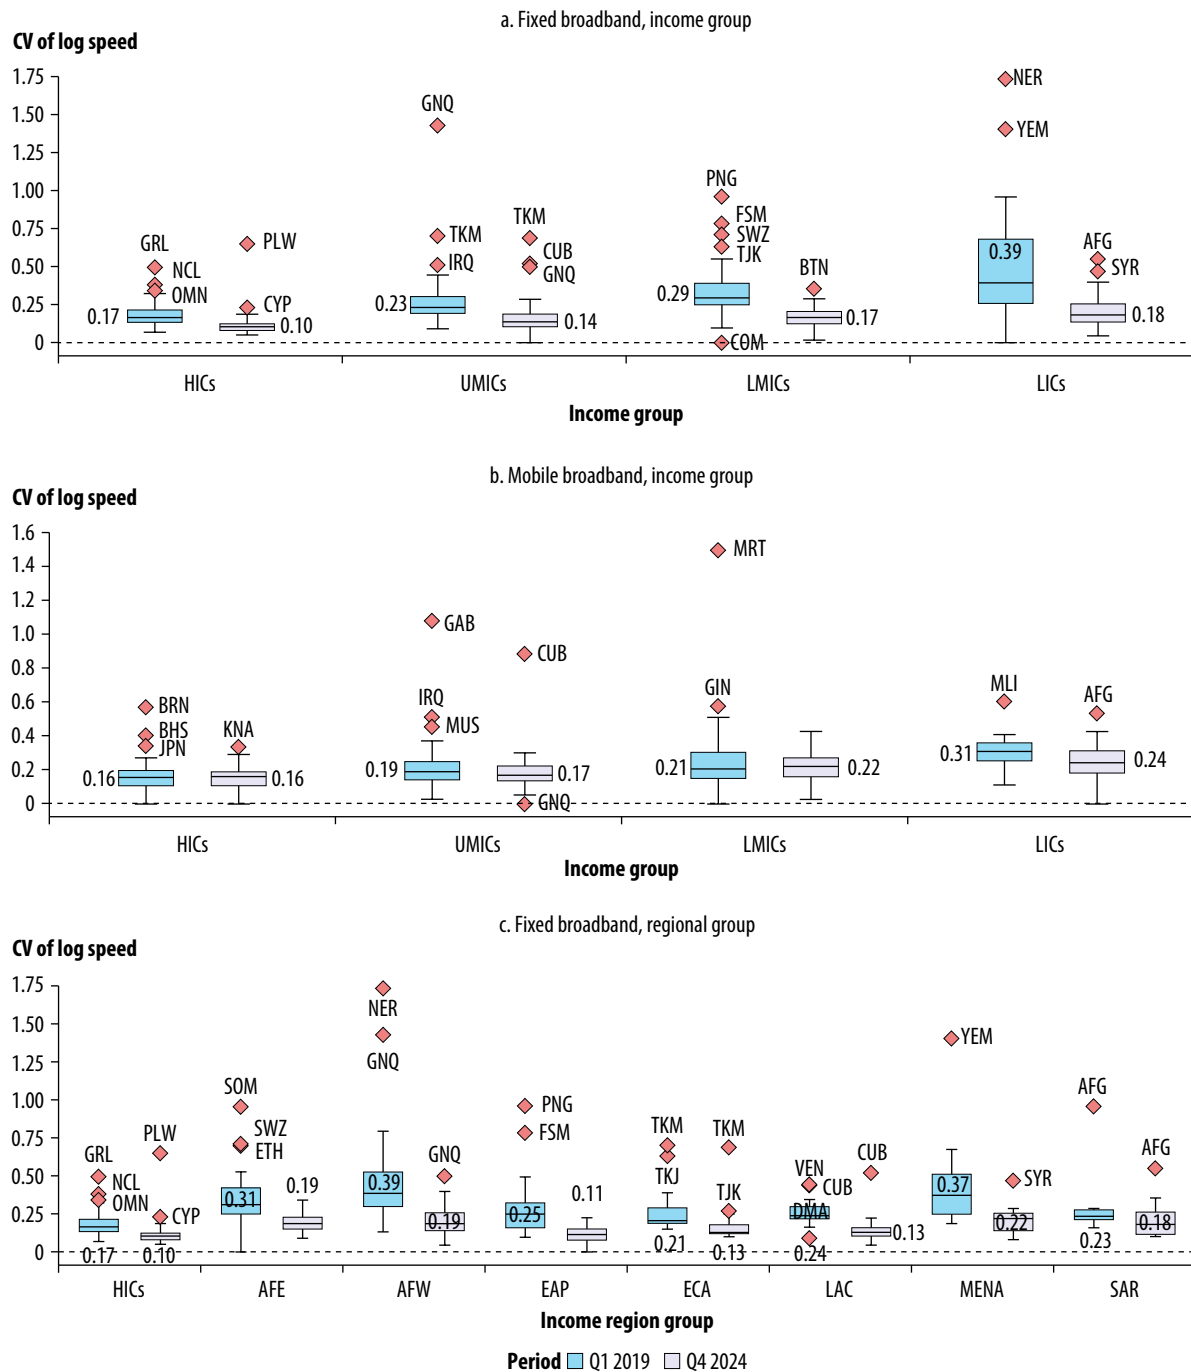 a. Fixed broadband, income group
CV of log speed
1.75
1.50
1.25
1.00
0.75
0.50
0.25
0
GRL
NCL
OMN
0.17
PLW
CYP
0.10
GNQ
TKM
IRQ
0.23
TKM
CUB
GNQ
0.14
PNG
FSM
SWZ
TJK
0.29
COM
BTN
0.17
NER
YEM
0.39
AFG
SYR
0.18
HICs
UMICs
LMICs
LICs
Income group
b. Mobile broadband, income group
CV of log speed
1.6
1.4
1.2
1.0
0.8
0.6
0.4
0.2
0
BRN
BHS
JPN
0.16
KNA
0.16
GAB
IRQ
MUS
0.19
CUB
0.17
GNQ
MRT
GIN
0.21
0.22
MLI
0.31
AFG
0.24
HICs
UMICs
LMICs
LICs
Income group
c. Fixed broadband, regional group
CV of log speed
1.75
1.50
1.25
1.00
0.75
0.50
0.25
0
GRL
NCL
OMN
0.17
PLW
CYP
0.10
SOM
SWZ
ETH
0.31
0.19
NER
GNQ
0.39
GNQ
0.19
PNG
FSM
0.25
0.11
TKM
TKJ
0.21
TKM
TJK
0.13
VEN
CUB
DMA
0.24
CUB
0.13
YEM
0.37
SYR
0.22
AFG
0.23
AFG
0.18
HICs
AFE
AFW
EAP
ECA
LAC
MENA
SAR
Income region group
Period Q1 2019 Q4 2024